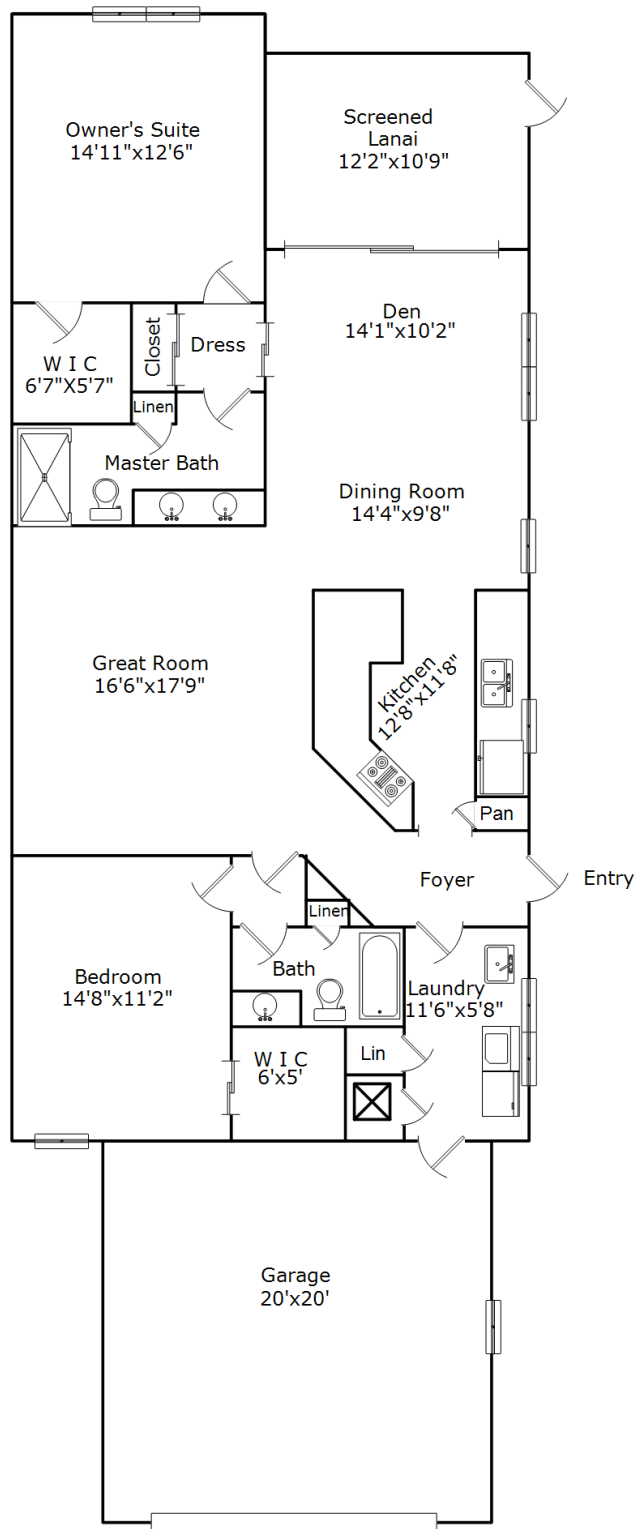 Owner's Suite
14'11"x12'6"
Screened
Lanai
12'2"x10'9"
Den
14'1"x10'2"
Closet
Dress
W I C
6'7"X5'7"
Linen
Master Bath
Dining Room
14'4"x9'8"
Great Room
16'6"x17'9"
Kitchen
12'8"x11'8"
Pan
Foyer
Entry
Linen
Bath
Bedroom
14'8"x11'2"
Laundry
11'6"x5'8"
Lin
W I C
6'x5'
Garage
20'x20'